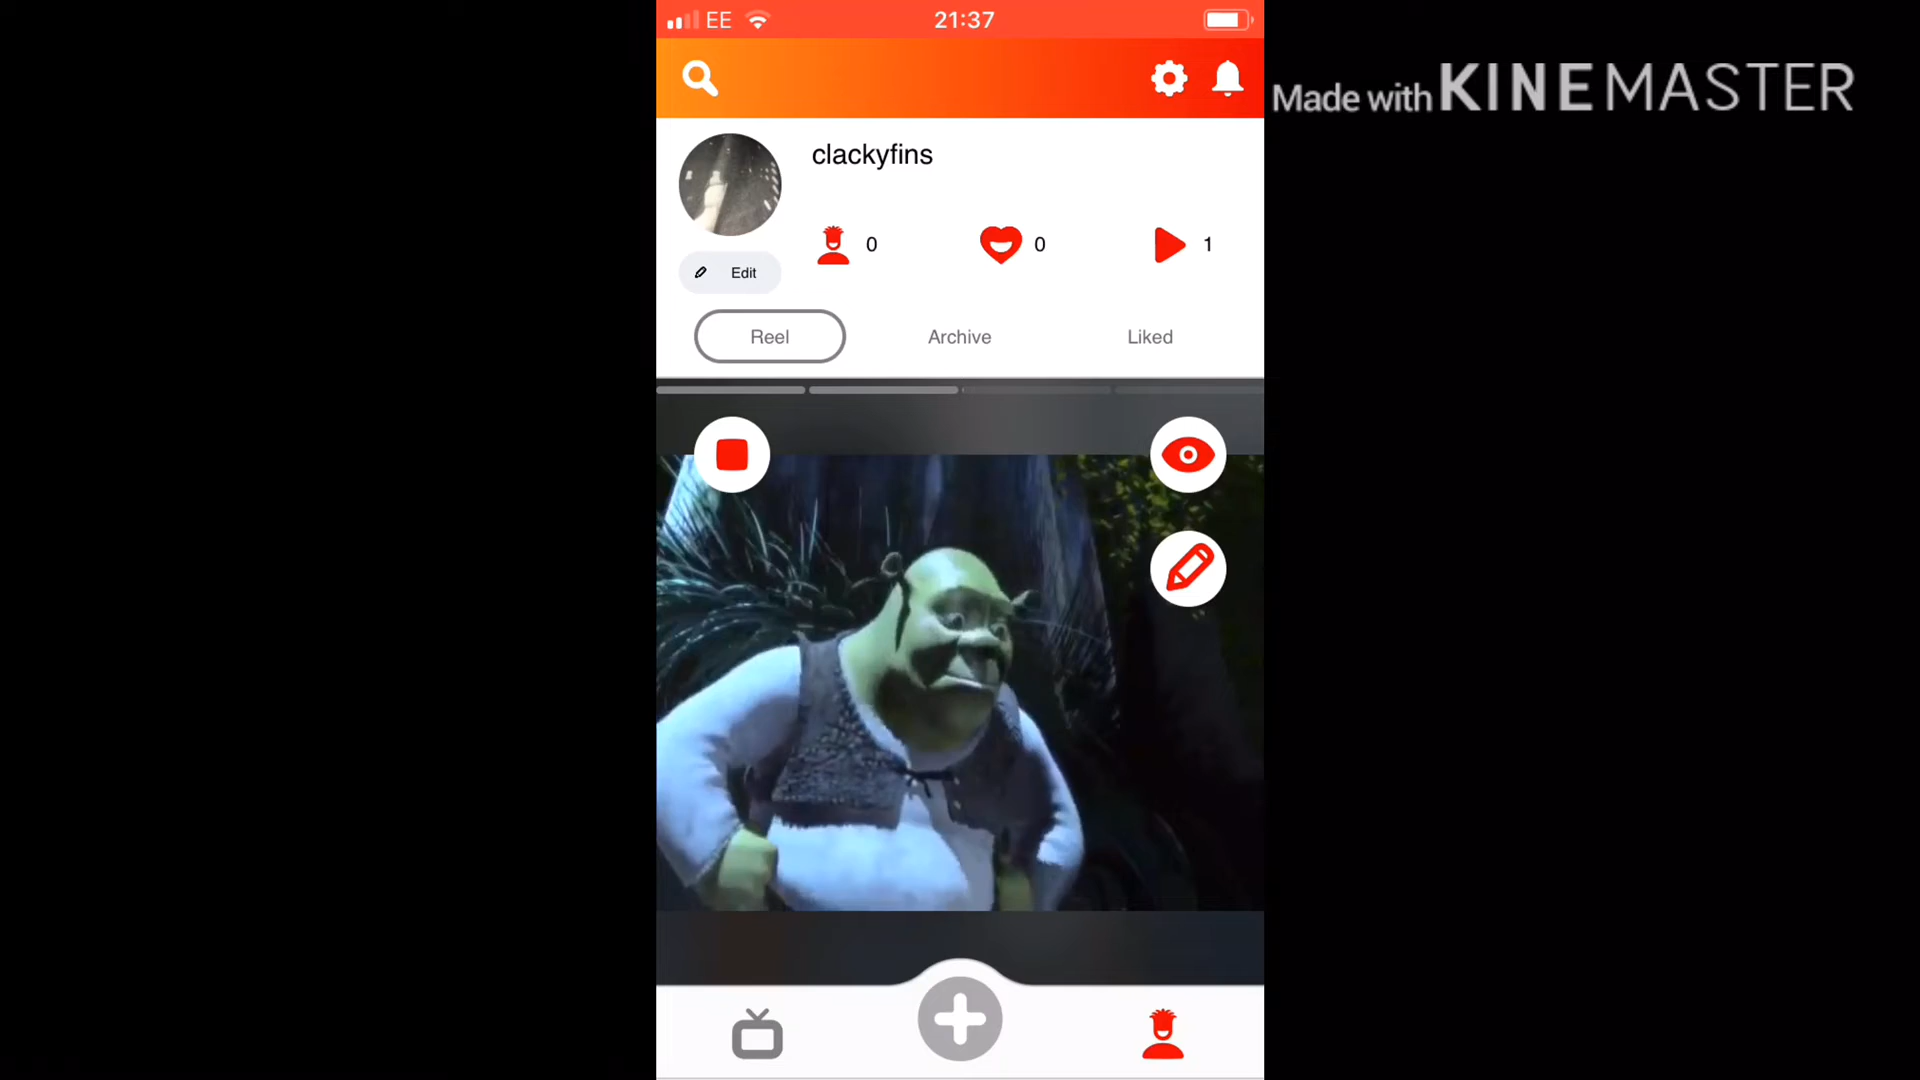 EE 21:37
Made with KINEMASTER
clackyfins
0 0 1
Edit
Reel Archive Liked